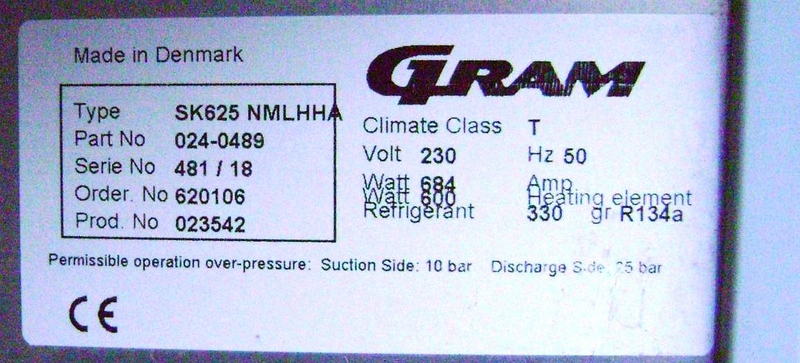 Made in Denmark
GRAM
Type SK625 NMLHHA
Part No 024-0489
Serie No 481 / 18
Order. No 620106
Prod. No 023542
Climate Class T
Volt 230 Hz 50
Watt 684 Amp
Watt 600 Heating element
Refrigerant 330 gr R134a
Permissible operation over-pressure: Suction Side: 10 bar Discharge Side: 25 bar
CE